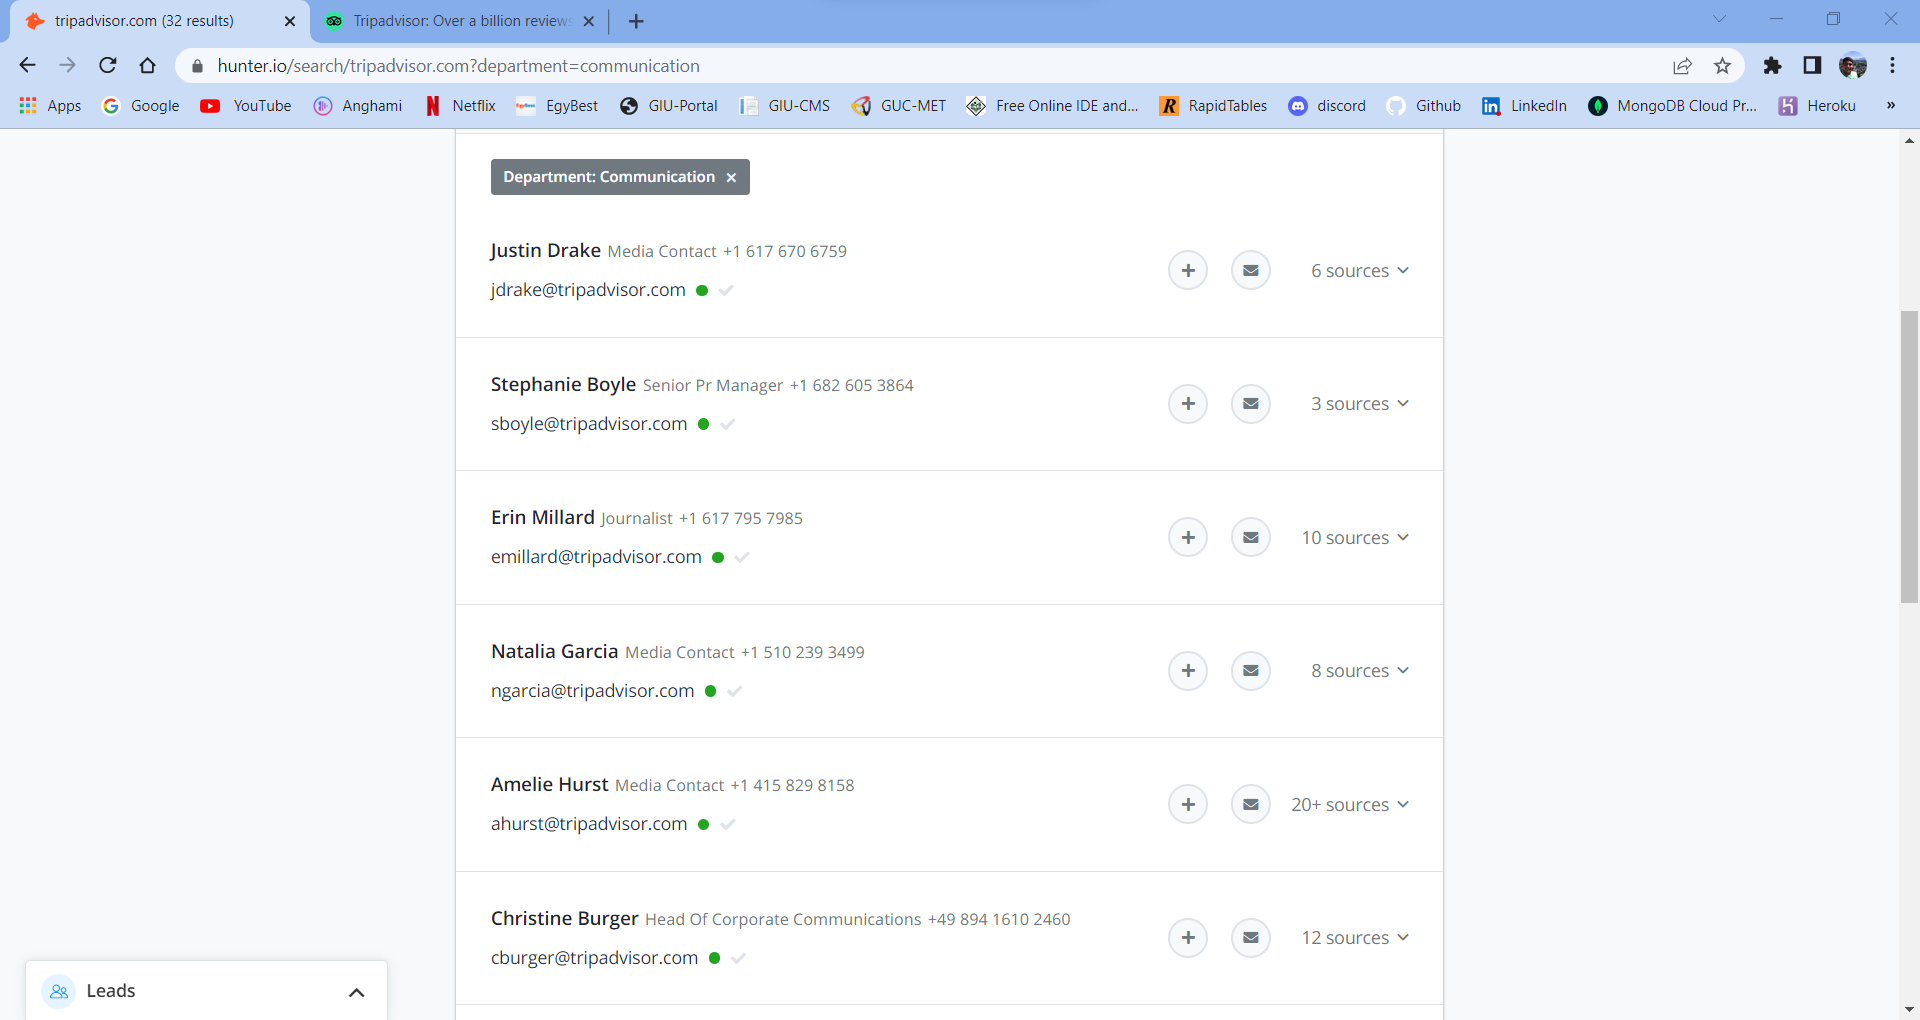 tripadvisor.com (32 results)
Tripadvisor: Over a billion reviews
hunter.io/search/tripadvisor.com?department=communication
Apps Google YouTube Anghami Netflix EgyBest GIU-Portal GIU-CMS GUC-MET Free Online IDE and... RapidTables discord Github LinkedIn MongoDB Cloud Pr... Heroku »
Department: Communication
Justin Drake Media Contact +1 617 670 6759
jdrake@tripadvisor.com
6 sources
Stephanie Boyle Senior Pr Manager +1 682 605 3864
sboyle@tripadvisor.com
3 sources
Erin Millard Journalist +1 617 795 7985
emillard@tripadvisor.com
10 sources
Natalia Garcia Media Contact +1 510 239 3499
ngarcia@tripadvisor.com
8 sources
Amelie Hurst Media Contact +1 415 829 8158
ahurst@tripadvisor.com
20+ sources
Christine Burger Head Of Corporate Communications +49 894 1610 2460
cburger@tripadvisor.com
12 sources
Leads